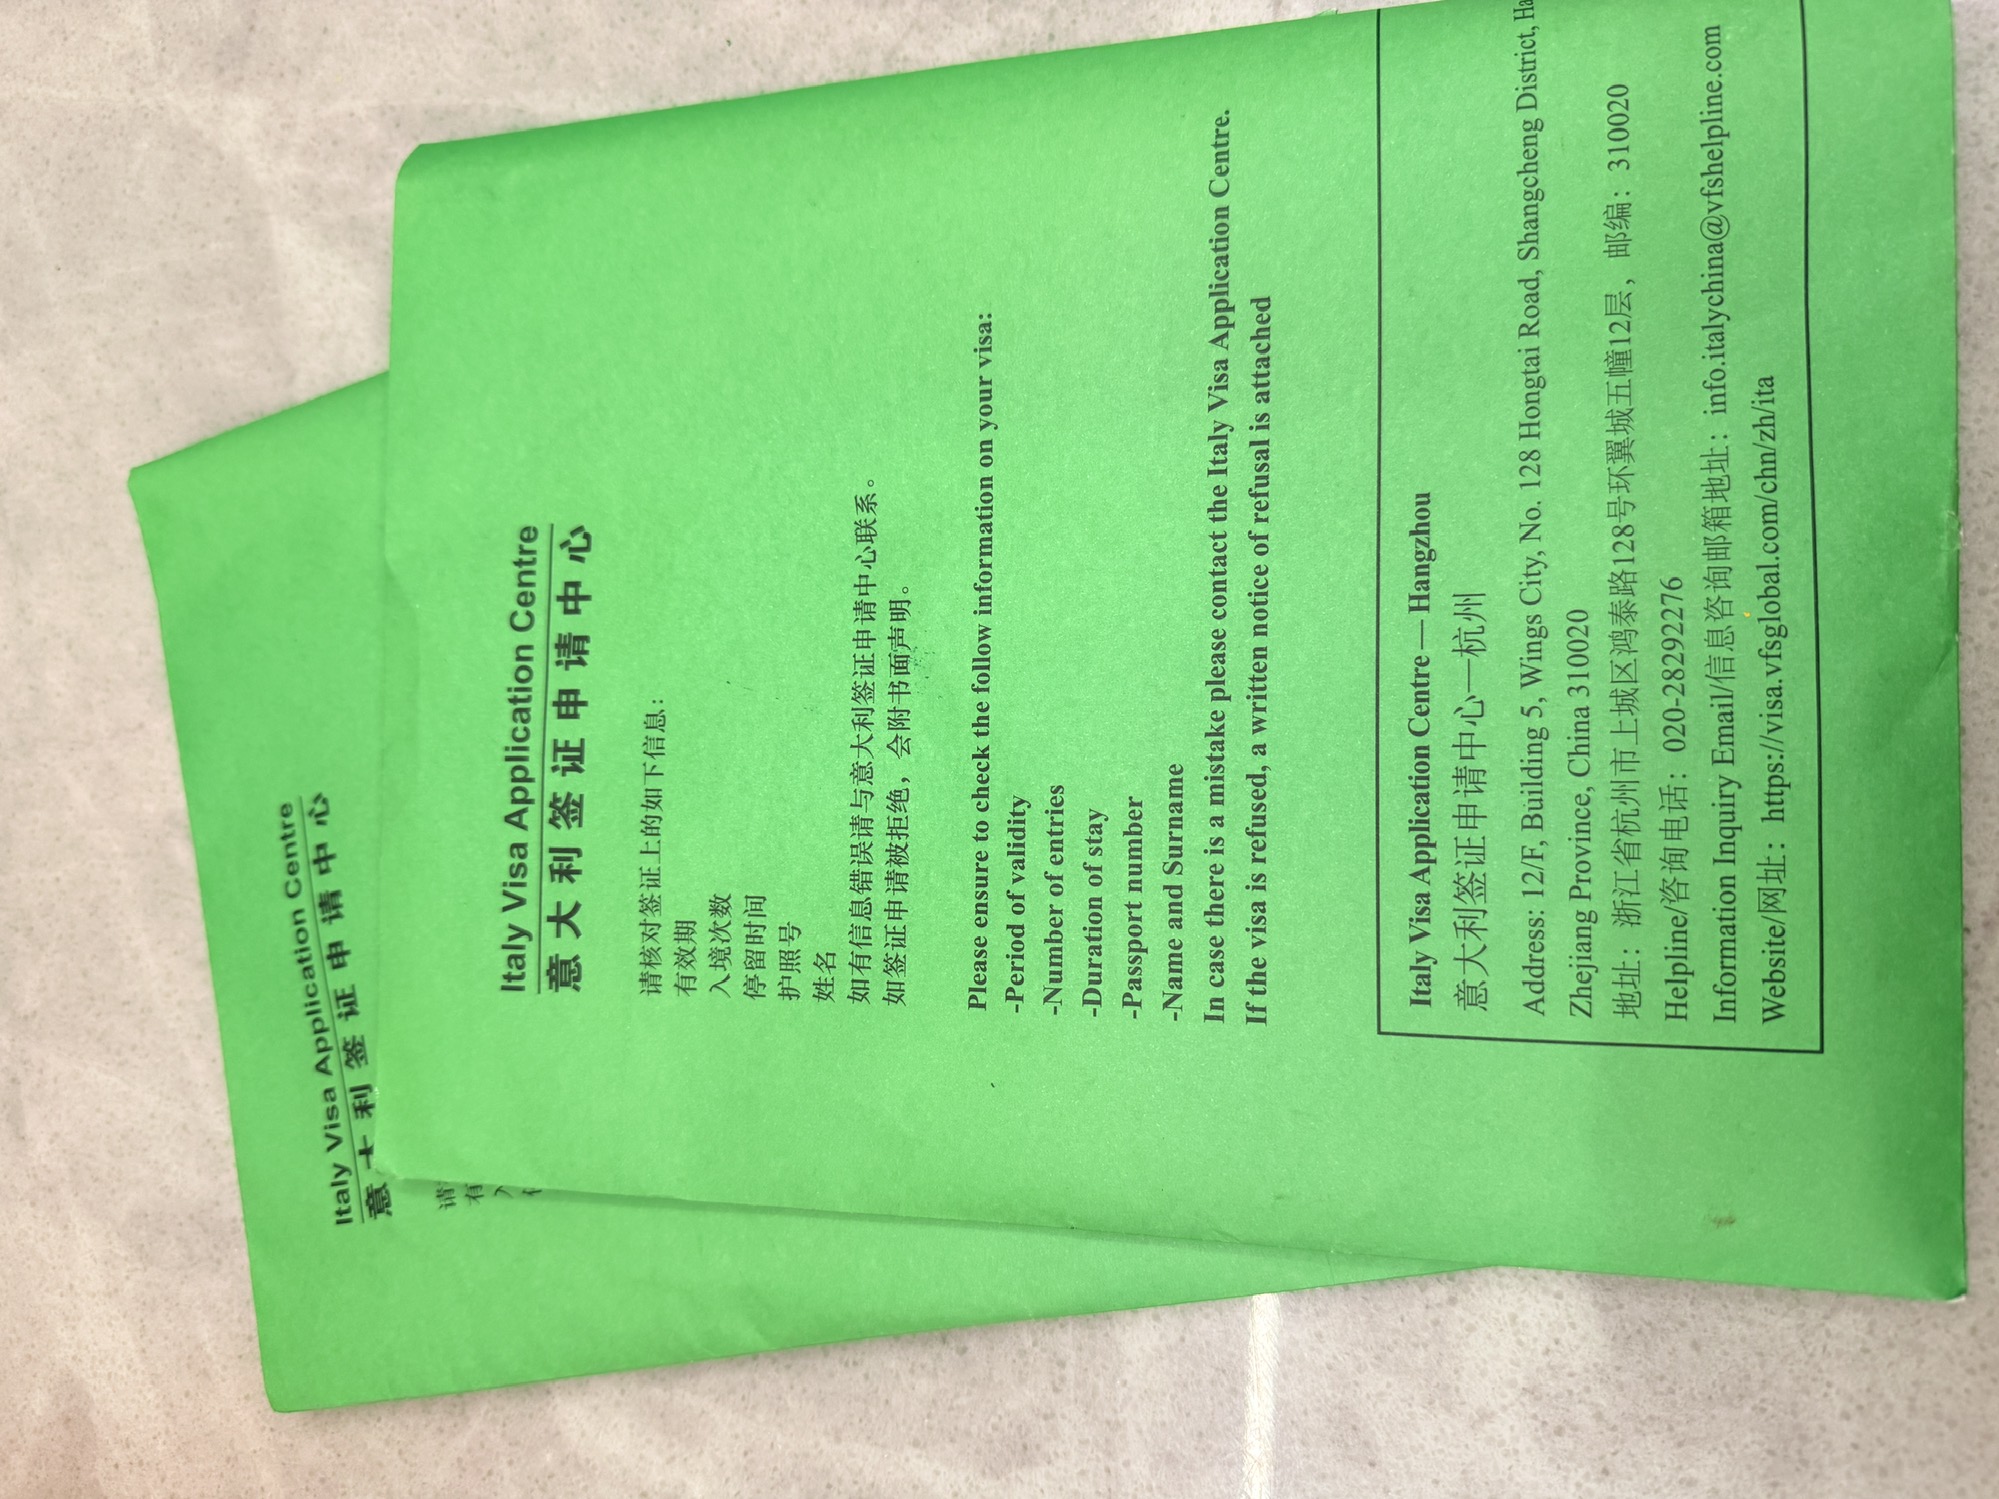 Italy Visa Application Centre
意大利签证申请中心
请
有
入
Italy Visa Application Centre
意大利签证申请中心
请核对签证上的如下信息：
有效期
入境次数
停留时间
护照号
姓名
如有信息错误请与意大利签证申请中心联系。
如签证申请被拒绝，会附书面声明。
Please ensure to check the follow information on your visa:
-Period of validity
-Number of entries
-Duration of stay
-Passport number
-Name and Surname
In case there is a mistake please contact the Italy Visa Application Centre.
If the visa is refused, a written notice of refusal is attached
Italy Visa Application Centre — Hangzhou
意大利签证申请中心—杭州
Address: 12/F, Building 5, Wings City, No. 128 Hongtai Road, Shangcheng District, Ha
Zhejiang Province, China 310020
地址：浙江省杭州市上城区鸿泰路128号环翼城五幢12层，邮编：310020
Helpline/咨询电话：020-28292276
Information Inquiry Email/信息咨询邮箱地址：info.italychina@vfshelpline.com
Website/网址：https://visa.vfsglobal.com/chn/zh/ita